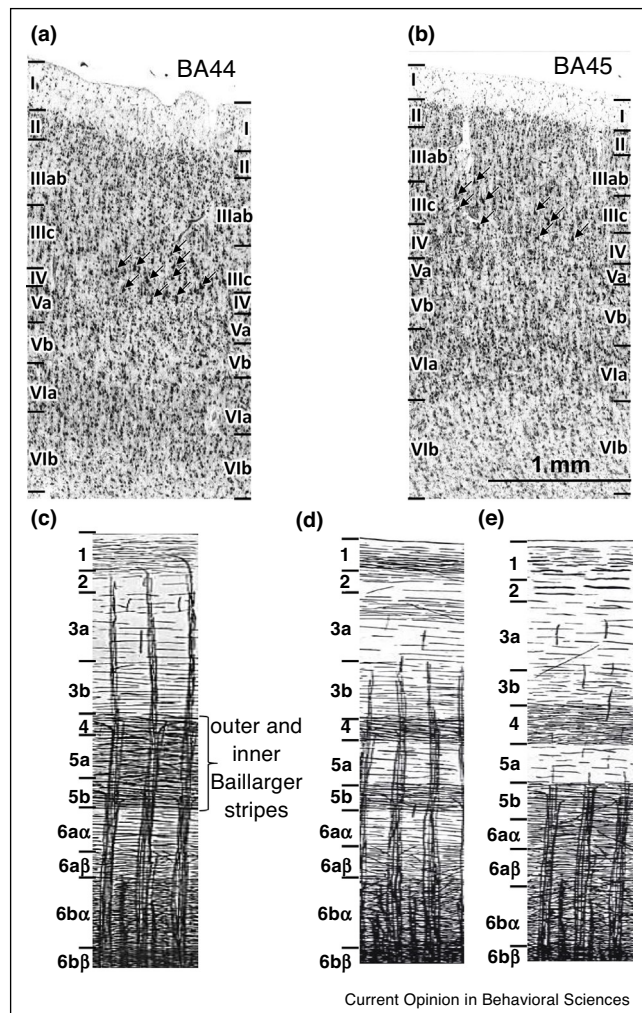 (a)
BA44
I
II
IIIab
IIIc
IV
Va
Vb
VIa
VIb
I
II
IIIab
IIIc
IV
Va
Vb
VIa
VIb
(b)
BA45
I
II
IIIab
IIIc
IV
Va
Vb
VIa
VIb
I
II
IIIab
IIIc
IV
Va
Vb
VIa
VIb
1 mm
(c)
1
2
3a
3b
4
5a
5b
6aα
6aβ
6bα
6bβ
outer and
inner
Baillarger
stripes
(d)
1
2
3a
3b
4
5a
5b
6aα
6aβ
6bα
6bβ
(e)
1
2
3a
3b
4
5a
5b
6aα
6aβ
6bα
6bβ
Current Opinion in Behavioral Sciences